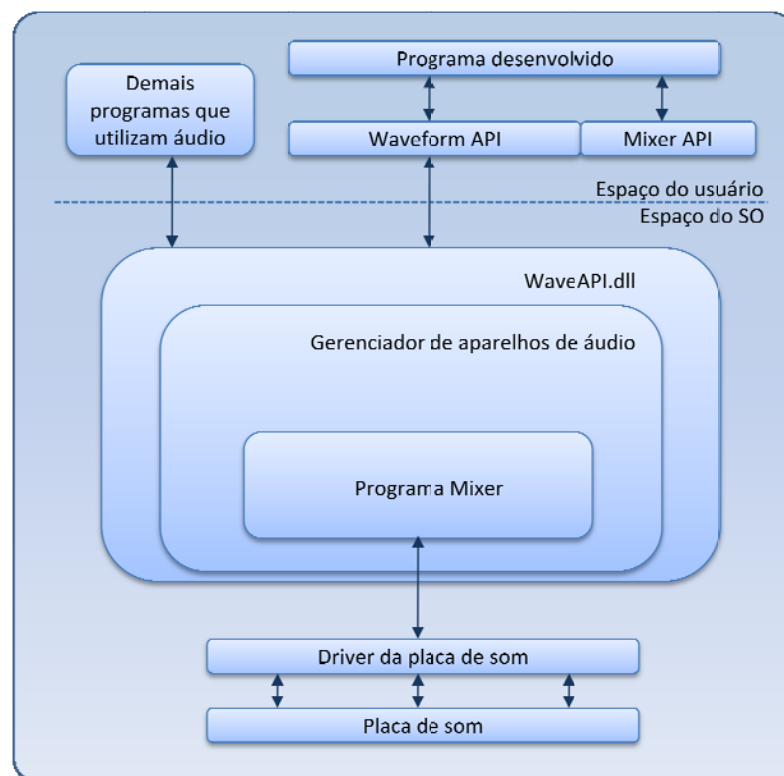 Demais
programas que
utilizam áudio
Programa desenvolvido
Waveform API
Mixer API
Espaço do usuário
Espaço do SO
WaveAPI.dll
Gerenciador de aparelhos de áudio
Programa Mixer
Driver da placa de som
Placa de som